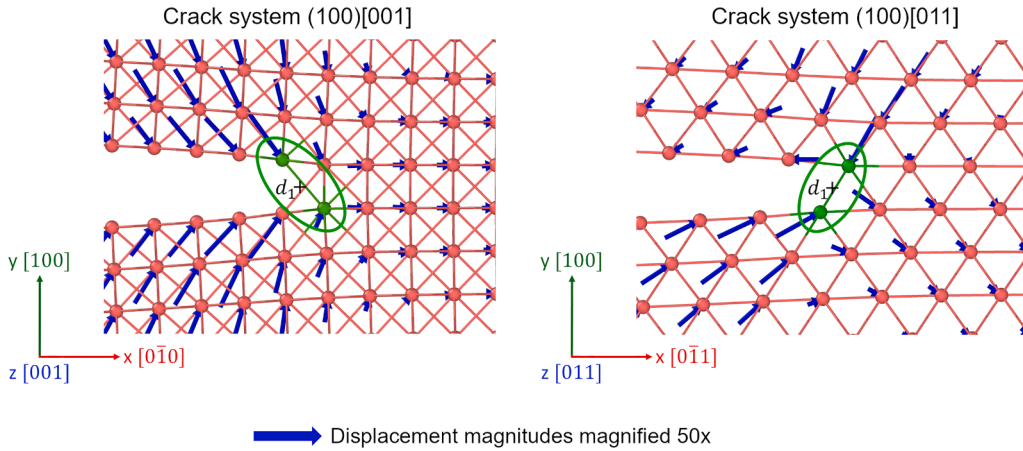 Crack system (100)[001]
Crack system (100)[011]
d₁+
d₁+
y [100]
y [100]
x [01̅0]
x [01̅1]
z [001]
z [011]
Displacement magnitudes magnified 50x